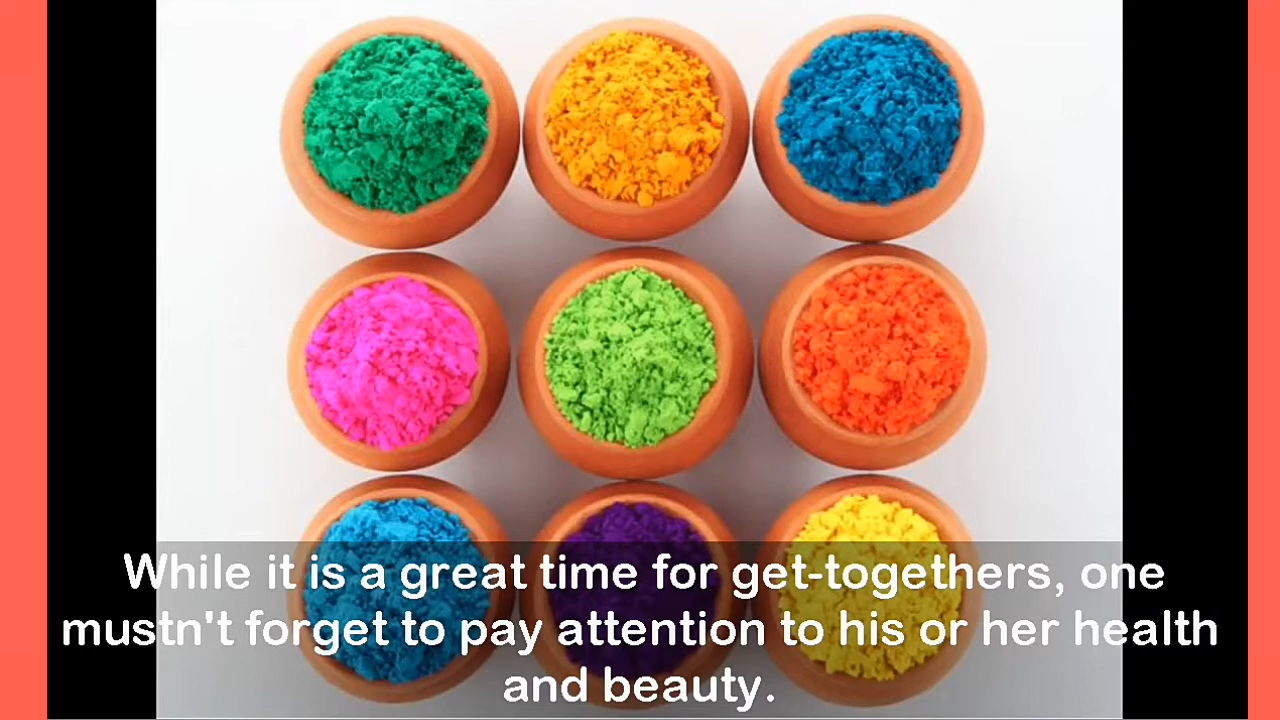 While it is a great time for get-togethers, one
mustn't forget to pay attention to his or her health
and beauty.